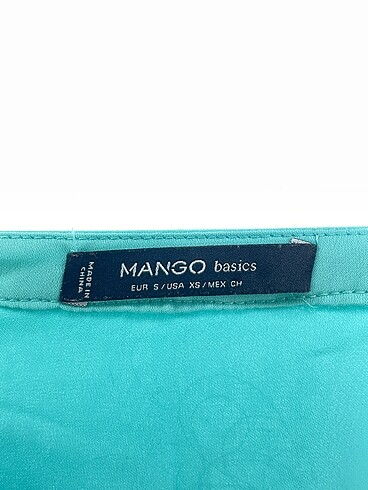 MANGO basics
EUR S / USA XS / MEX CH
MADE IN
CHINA